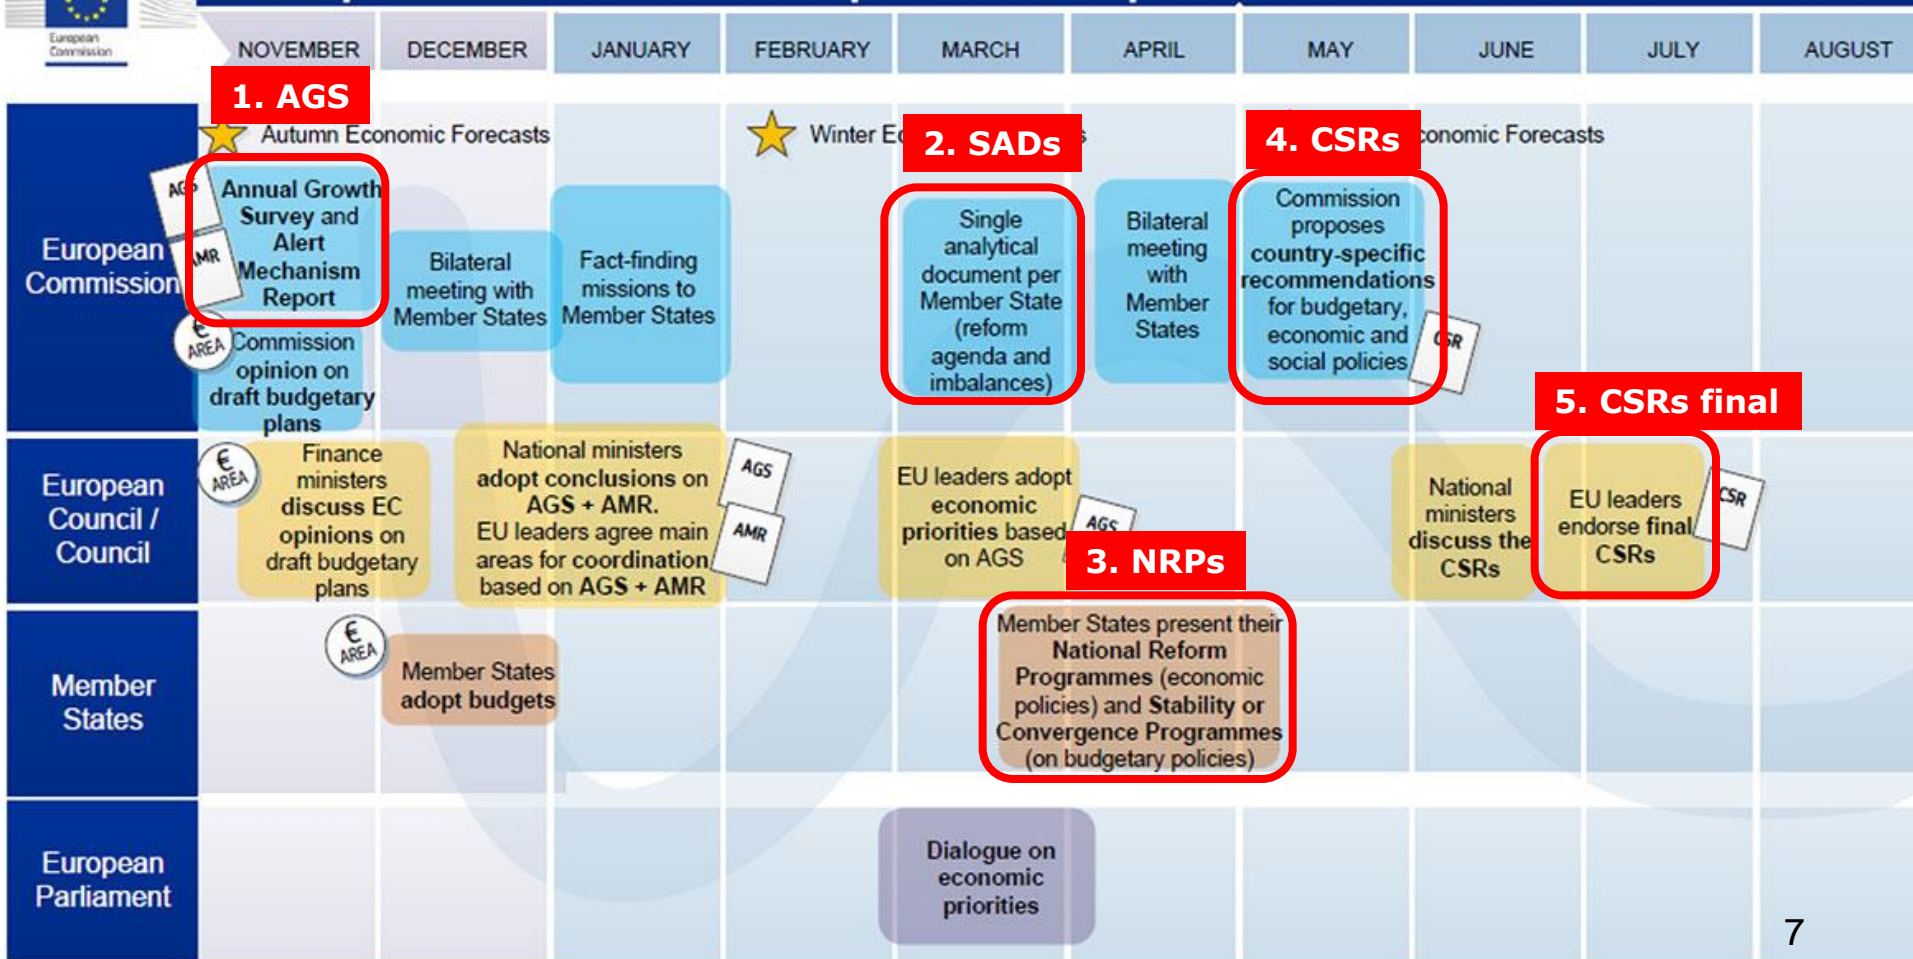 European
Commission
NOVEMBER
DECEMBER
JANUARY
FEBRUARY
MARCH
APRIL
MAY
JUNE
JULY
AUGUST
1. AGS
Autumn Economic Forecasts
Winter
2. SADs
4. CSRs
Forecasts
European
Commission
AGS
AMR
Annual Growth
Survey and
Alert
Mechanism
Report
€
AREA
Commission
opinion on
draft budgetary
plans
Bilateral
meeting with
Member States
Fact-finding
missions to
Member States
Single
analytical
document per
Member State
(reform
agenda and
imbalances)
Bilateral
meeting
with
Member
States
Commission
proposes
country-specific
recommendations
for budgetary,
economic and
social policies
CSR
5. CSRs final
European
Council /
Council
€
AREA
Finance
ministers
discuss EC
opinions on
draft budgetary
plans
National ministers
adopt conclusions on
AGS + AMR.
EU leaders agree main
areas for coordination
based on AGS + AMR
AGS
AMR
EU leaders adopt
economic
priorities based
on AGS
AGS
National
ministers
discuss the
CSRs
EU leaders
endorse final
CSRs
CSR
3. NRPs
Member
States
€
AREA
Member States
adopt budgets
Member States present their
National Reform
Programmes (economic
policies) and Stability or
Convergence Programmes
(on budgetary policies)
European
Parliament
Dialogue on
economic
priorities
7